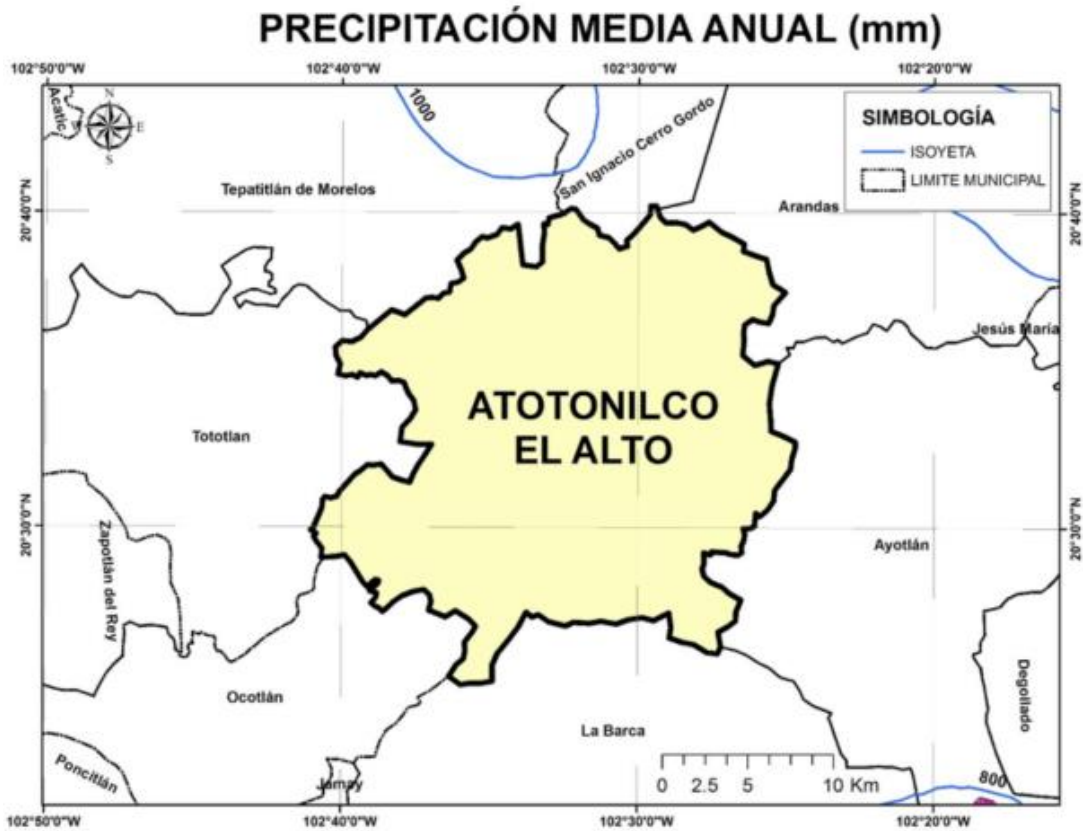 PRECIPITACIÓN MEDIA ANUAL (mm)
102°50'0"W 102°40'0"W 102°30'0"W 102°20'0"W
Acatic
N
W E
S
1000
San Ignacio Cerro Gordo
SIMBOLOGÍA
ISOYETA
LIMITE MUNICIPAL
Tepatitlán de Morelos
Arandas
20°40'0"N
20°40'0"N
Jesús María
ATOTONILCO
EL ALTO
Tototlan
20°30'0"N
20°30'0"N
Zapotlán del Rey
Ayotlán
Ocotlán
Degollado
La Barca
Poncitlán
Jamay
0 2.5 5 10 Km
800
102°50'0"W 102°40'0"W 102°30'0"W 102°20'0"W